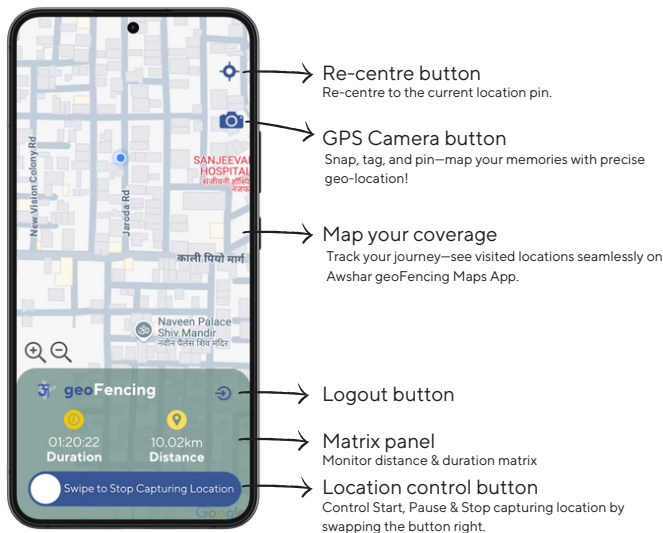 Re-centre button
Re-centre to the current location pin.
GPS Camera button
Snap, tag, and pin—map your memories with precise
geo-location!
Map your coverage
Track your journey—see visited locations seamlessly on
Awshar geoFencing Maps App.
Logout button
Matrix panel
Monitor distance & duration matrix
Location control button
Control Start, Pause & Stop capturing location by
swapping the button right.
New Vision Colony Rd
Jaroda Rd
SANJEEVAN
HOSPITAL
संजीवनी हॉस्पि
नजफ
काली पियो मार्ग
Naveen Palace
Shiv Mandir
नवीन पैलेस शिव मंदिर
geoFencing
01:20:22
Duration
10.02km
Distance
Swipe to Stop Capturing Location
Google